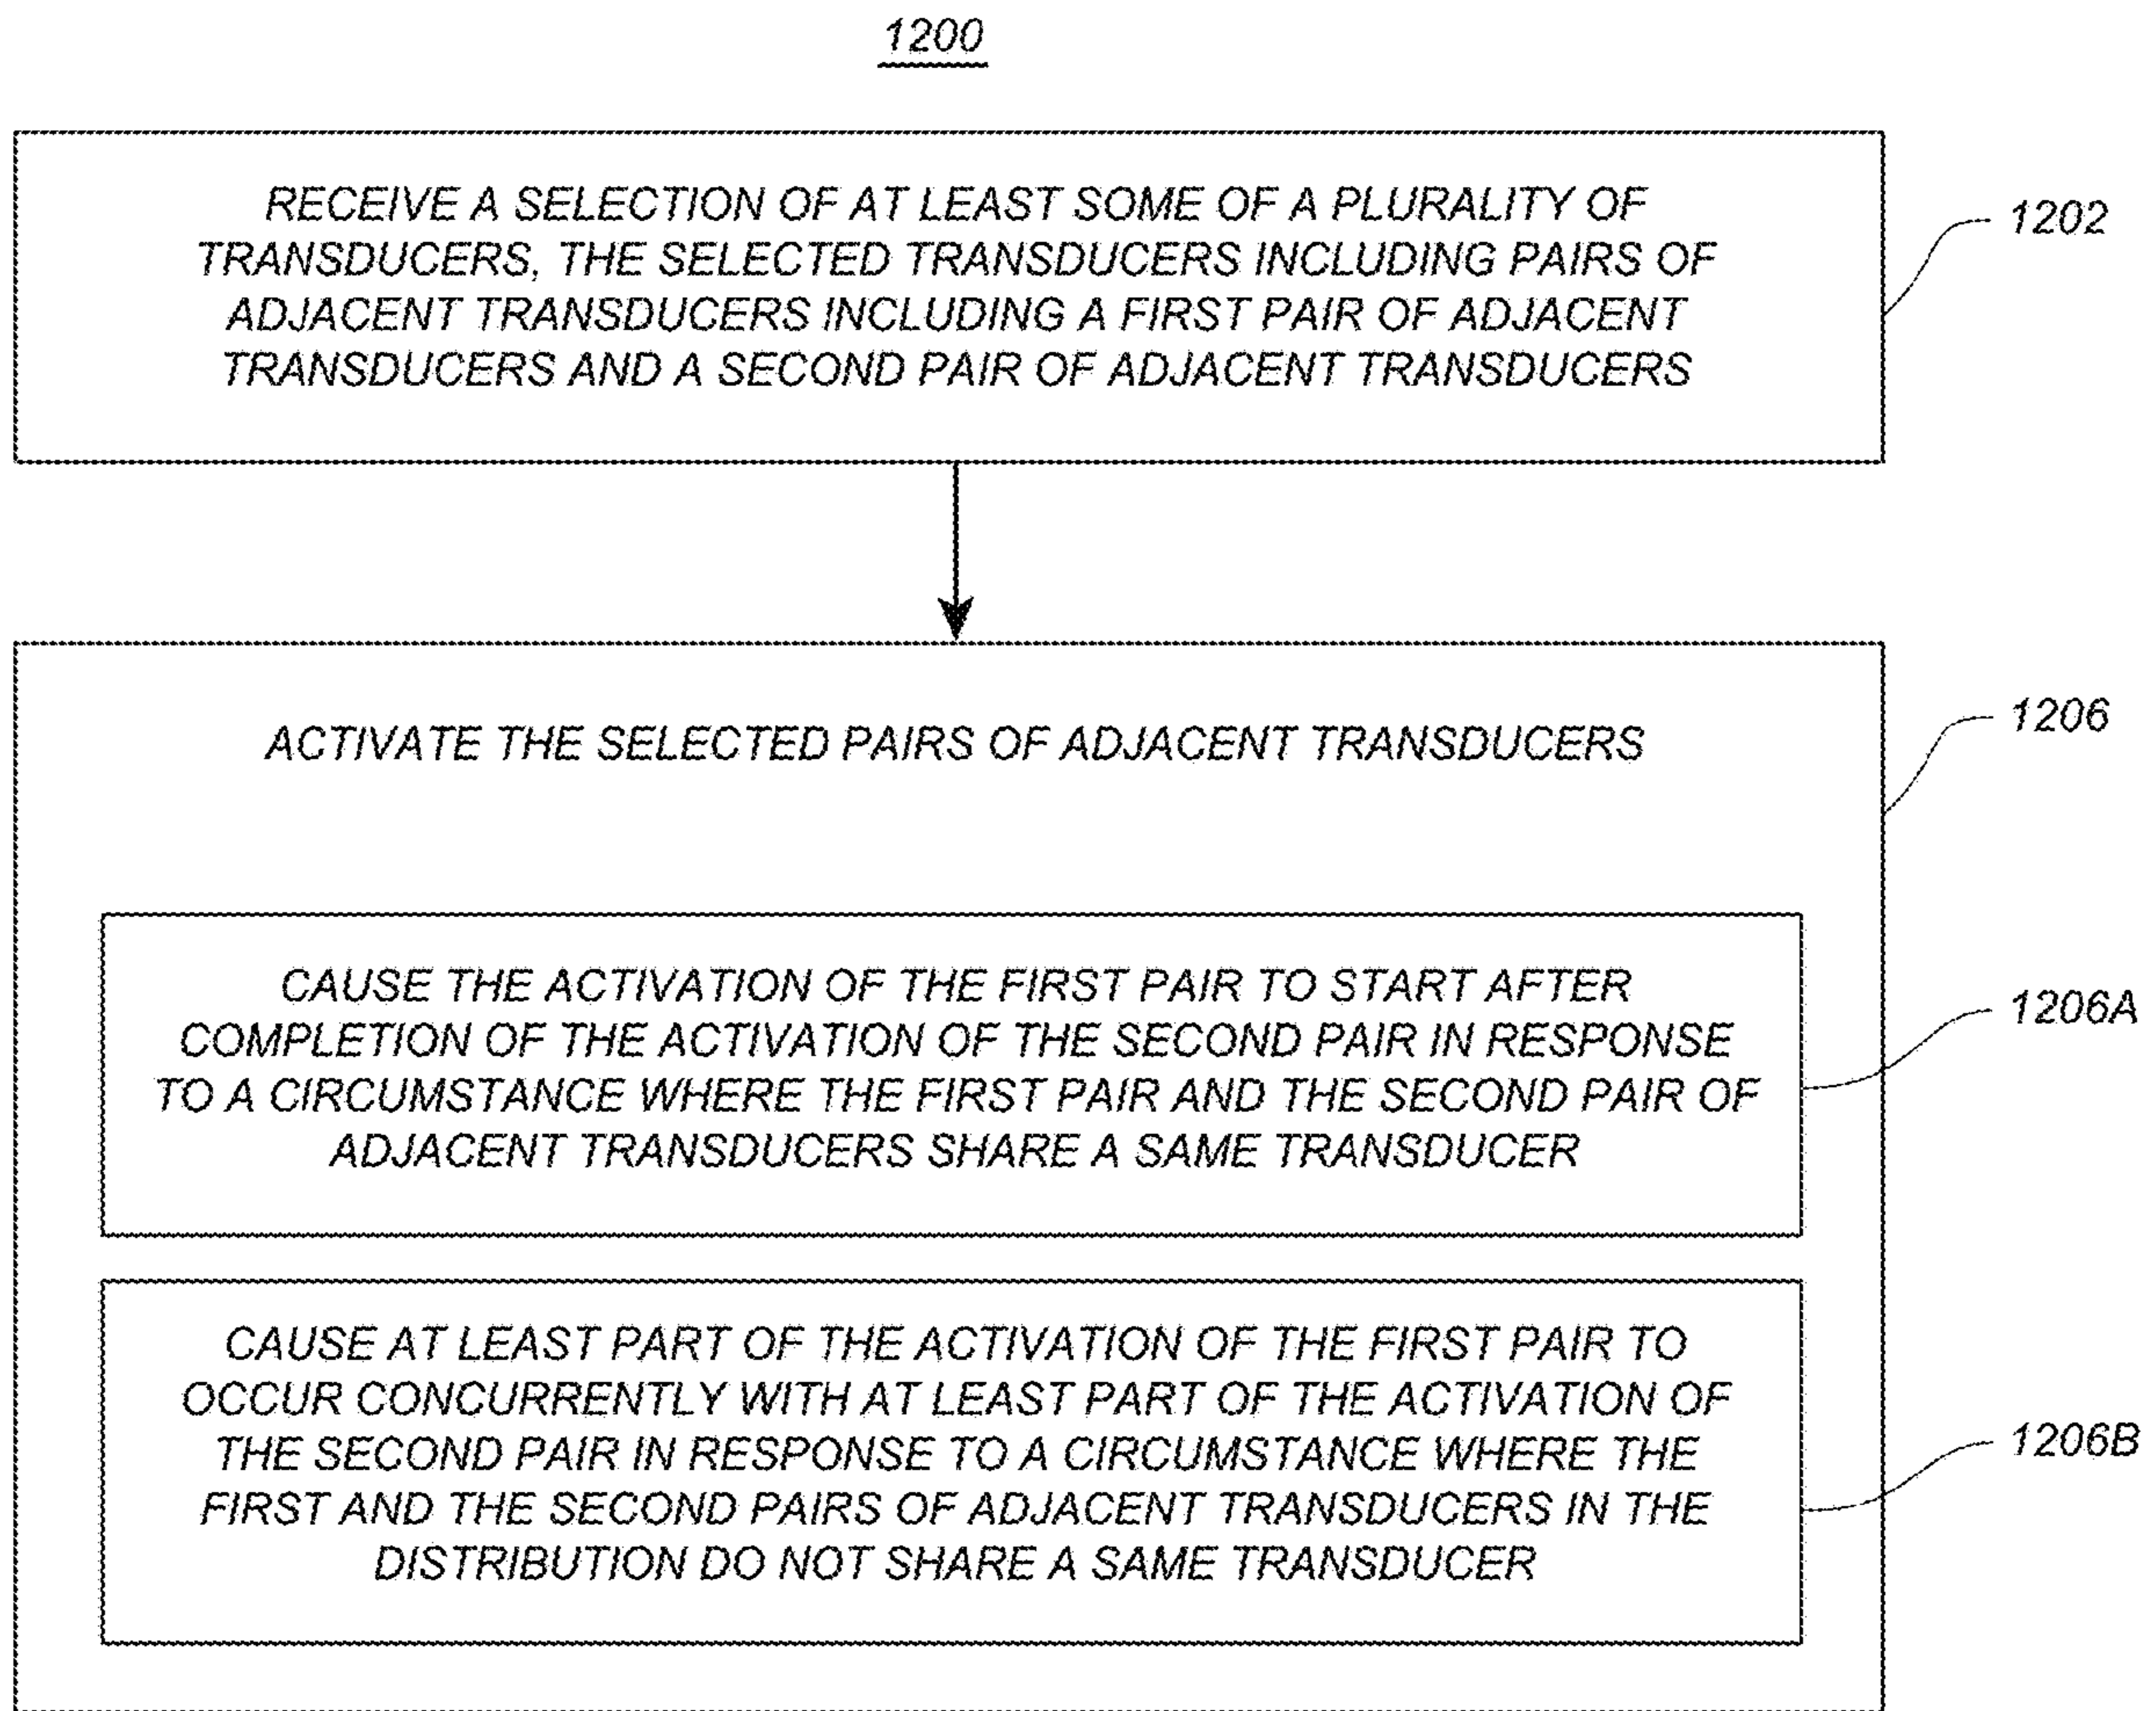 1200
RECEIVE A SELECTION OF AT LEAST SOME OF A PLURALITY OF
TRANSDUCERS, THE SELECTED TRANSDUCERS INCLUDING PAIRS OF
ADJACENT TRANSDUCERS INCLUDING A FIRST PAIR OF ADJACENT
TRANSDUCERS AND A SECOND PAIR OF ADJACENT TRANSDUCERS
1202
ACTIVATE THE SELECTED PAIRS OF ADJACENT TRANSDUCERS
1206
CAUSE THE ACTIVATION OF THE FIRST PAIR TO START AFTER
COMPLETION OF THE ACTIVATION OF THE SECOND PAIR IN RESPONSE
TO A CIRCUMSTANCE WHERE THE FIRST PAIR AND THE SECOND PAIR OF
ADJACENT TRANSDUCERS SHARE A SAME TRANSDUCER
1206A
CAUSE AT LEAST PART OF THE ACTIVATION OF THE FIRST PAIR TO
OCCUR CONCURRENTLY WITH AT LEAST PART OF THE ACTIVATION OF
THE SECOND PAIR IN RESPONSE TO A CIRCUMSTANCE WHERE THE
FIRST AND THE SECOND PAIRS OF ADJACENT TRANSDUCERS IN THE
DISTRIBUTION DO NOT SHARE A SAME TRANSDUCER
1206B